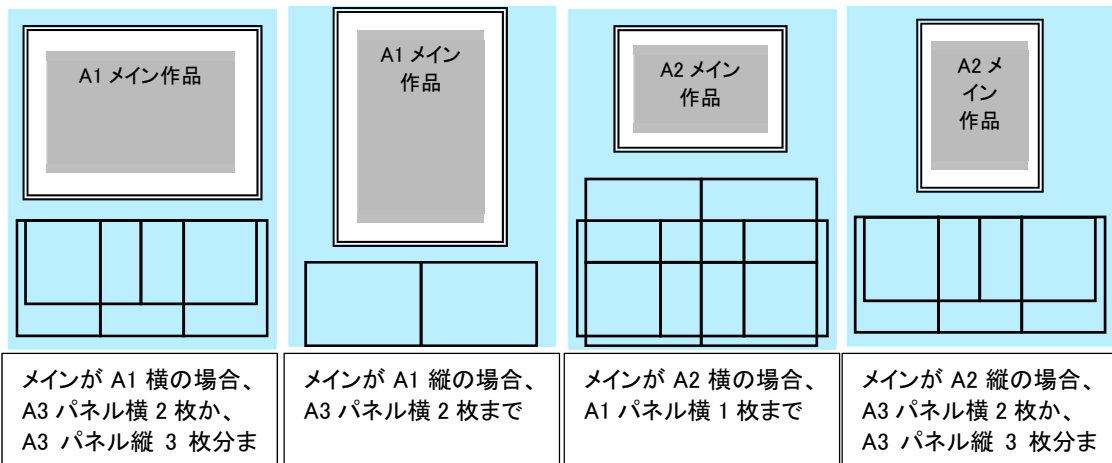 A1 メイン作品
A1 メイン
作品
A2 メイン
作品
A2 メ
イン
作品
メインが A1 横の場合、
A3 パネル横 2 枚か、
A3 パネル縦 3 枚分ま
メインが A1 縦の場合、
A3 パネル横 2 枚まで
メインが A2 横の場合、
A1 パネル横 1 枚まで
メインが A2 縦の場合、
A3 パネル横 2 枚か、
A3 パネル縦 3 枚分ま